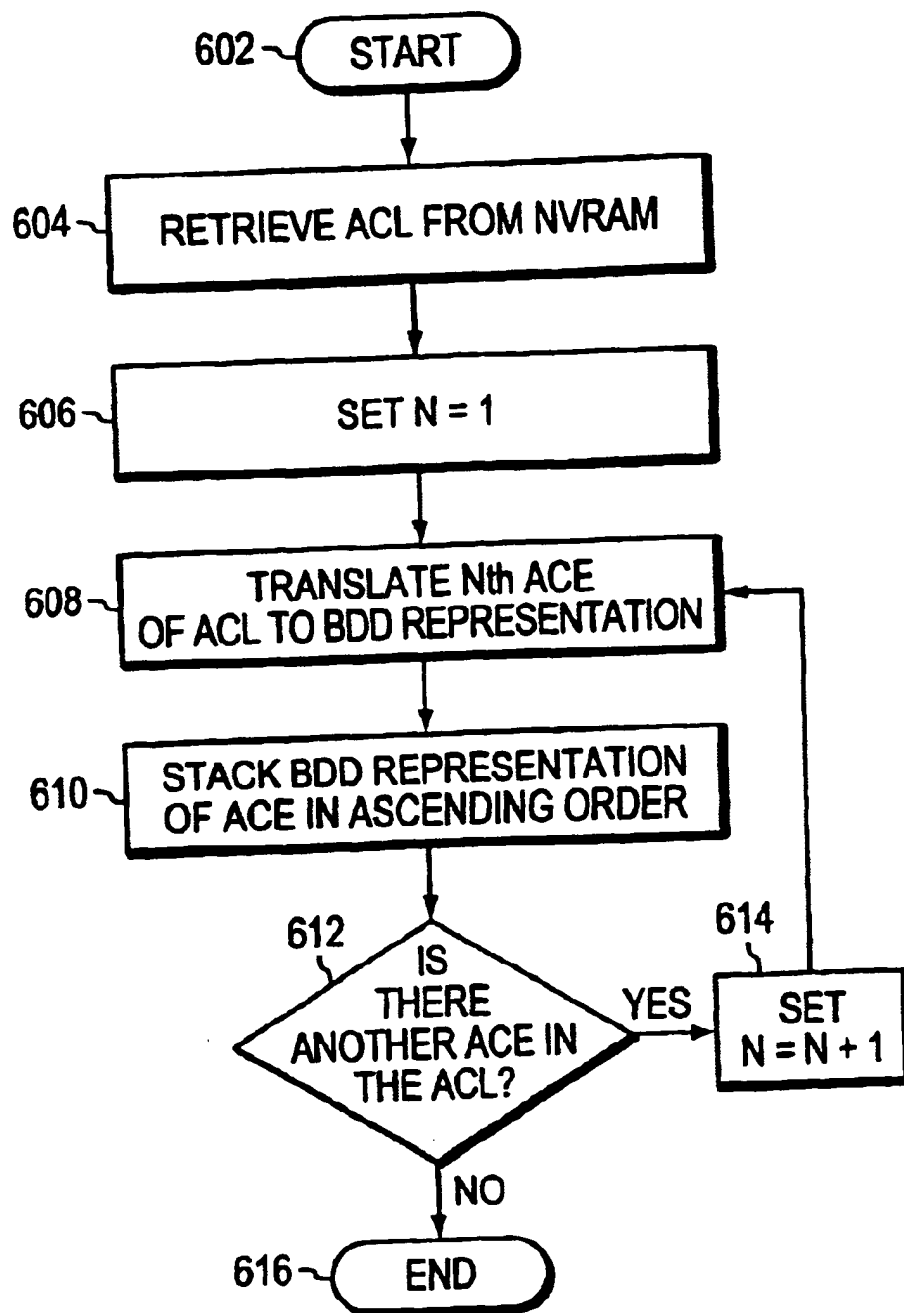 602
START
604
RETRIEVE ACL FROM NVRAM
606
SET N = 1
608
TRANSLATE Nth ACE
OF ACL TO BDD REPRESENTATION
610
STACK BDD REPRESENTATION
OF ACE IN ASCENDING ORDER
612
IS
THERE
ANOTHER ACE IN
THE ACL?
YES
614
SET
N = N + 1
NO
616
END